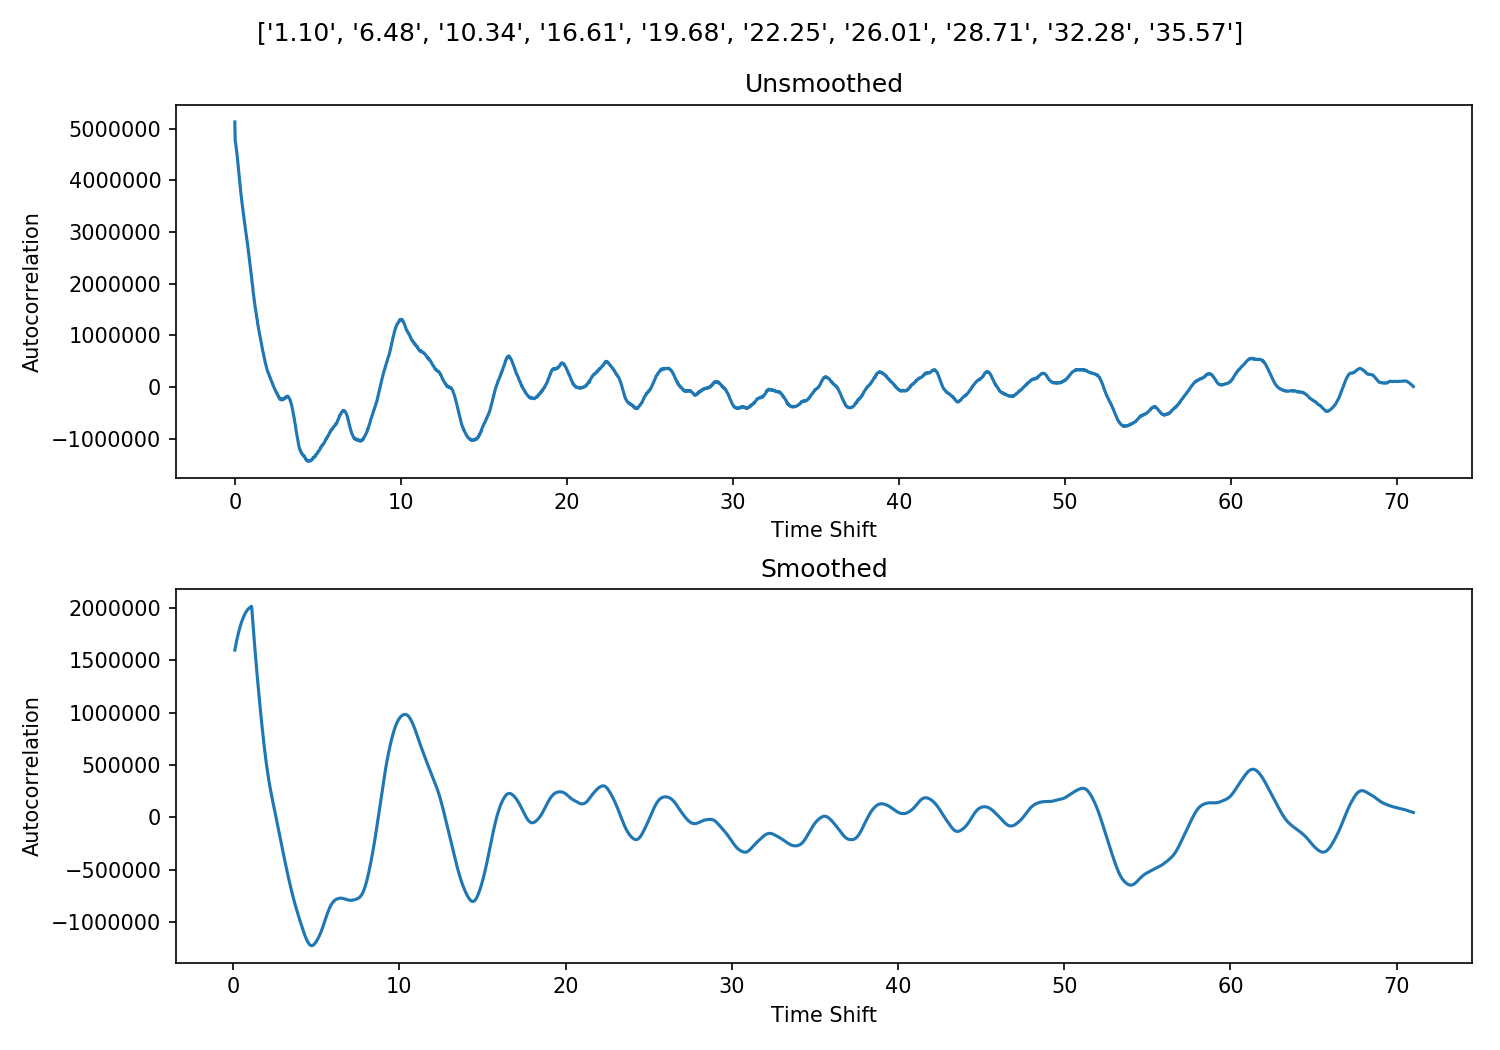 ['1.10', '6.48', '10.34', '16.61', '19.68', '22.25', '26.01', '28.71', '32.28', '35.57']
Unsmoothed
5000000
4000000
3000000
2000000
1000000
0
−1000000
Autocorrelation
0 10 20 30 40 50 60 70
Time Shift
Smoothed
2000000
1500000
1000000
500000
0
−500000
−1000000
Autocorrelation
0 10 20 30 40 50 60 70
Time Shift